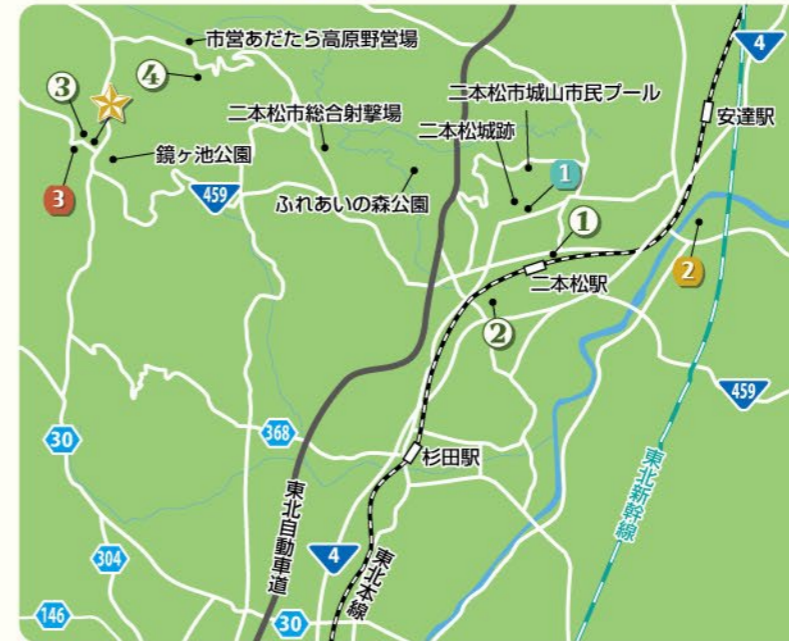 4
市営あだたら高原野営場
③
④
二本松市総合射撃場
二本松市城山市民プール
二本松城跡
安達駅
鏡ヶ池公園
3
459
ふれあいの森公園
1
①
2
二本松駅
②
459
30
368
杉田駅
東北自動車道
東北新幹線
304
4
東北本線
146
30